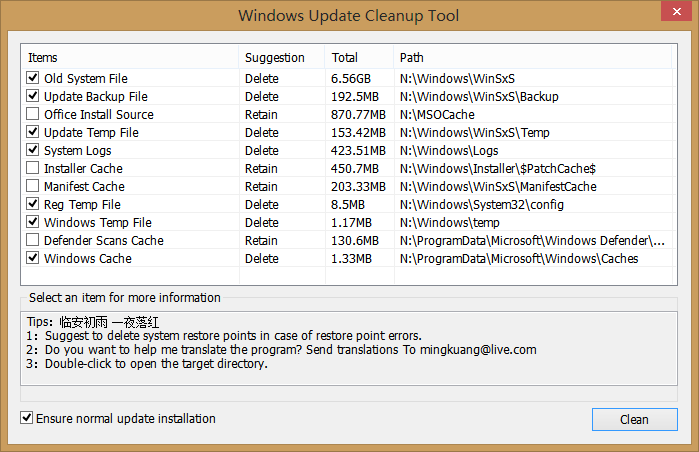 Windows Update Cleanup Tool
Items Suggestion Total Path
Old System File Delete 6.56GB N:\Windows\WinSxS
Update Backup File Delete 192.5MB N:\Windows\WinSxS\Backup
Office Install Source Retain 870.77MB N:\MSOCache
Update Temp File Delete 153.42MB N:\Windows\WinSxS\Temp
System Logs Delete 423.51MB N:\Windows\Logs
Installer Cache Retain 450.7MB N:\Windows\Installer\$PatchCache$
Manifest Cache Retain 203.33MB N:\Windows\WinSxS\ManifestCache
Reg Temp File Delete 8.5MB N:\Windows\System32\config
Windows Temp File Delete 1.17MB N:\Windows\temp
Defender Scans Cache Retain 130.6MB N:\ProgramData\Microsoft\Windows Defender\...
Windows Cache Delete 1.33MB N:\ProgramData\Microsoft\Windows\Caches
Select an item for more information
Tips: 临安初雨 一夜落红
1: Suggest to delete system restore points in case of restore point errors.
2: Do you want to help me translate the program? Send translations To mingkuang@live.com
3: Double-click to open the target directory.
Ensure normal update installation
Clean